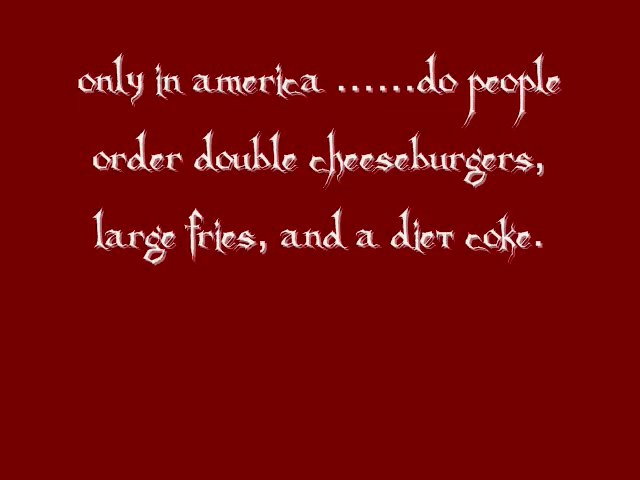 only in america ......do people
order double cheeseburgers,
large fries, and a diet coke.